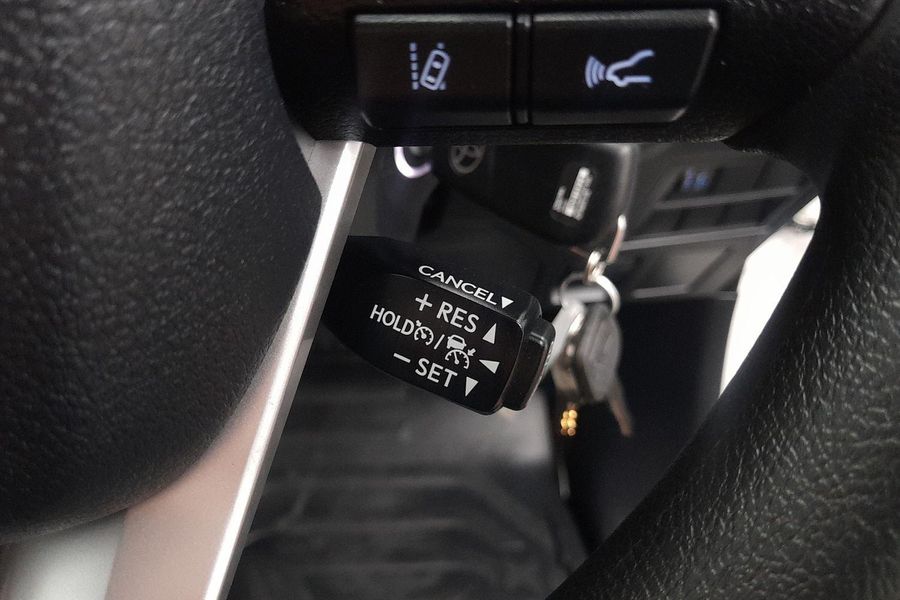 CANCEL
+ RES
HOLD /
− SET